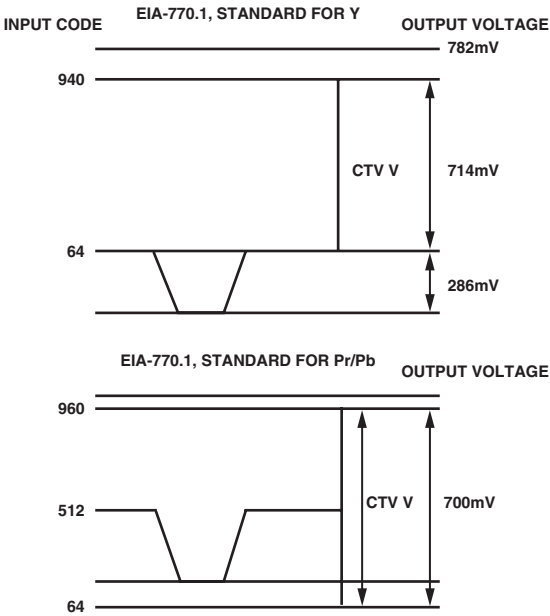 EIA-770.1, STANDARD FOR Y
INPUT CODE
OUTPUT VOLTAGE
782mV
940
CTV V
714mV
64
286mV
EIA-770.1, STANDARD FOR Pr/Pb
OUTPUT VOLTAGE
960
512
CTV V
700mV
64